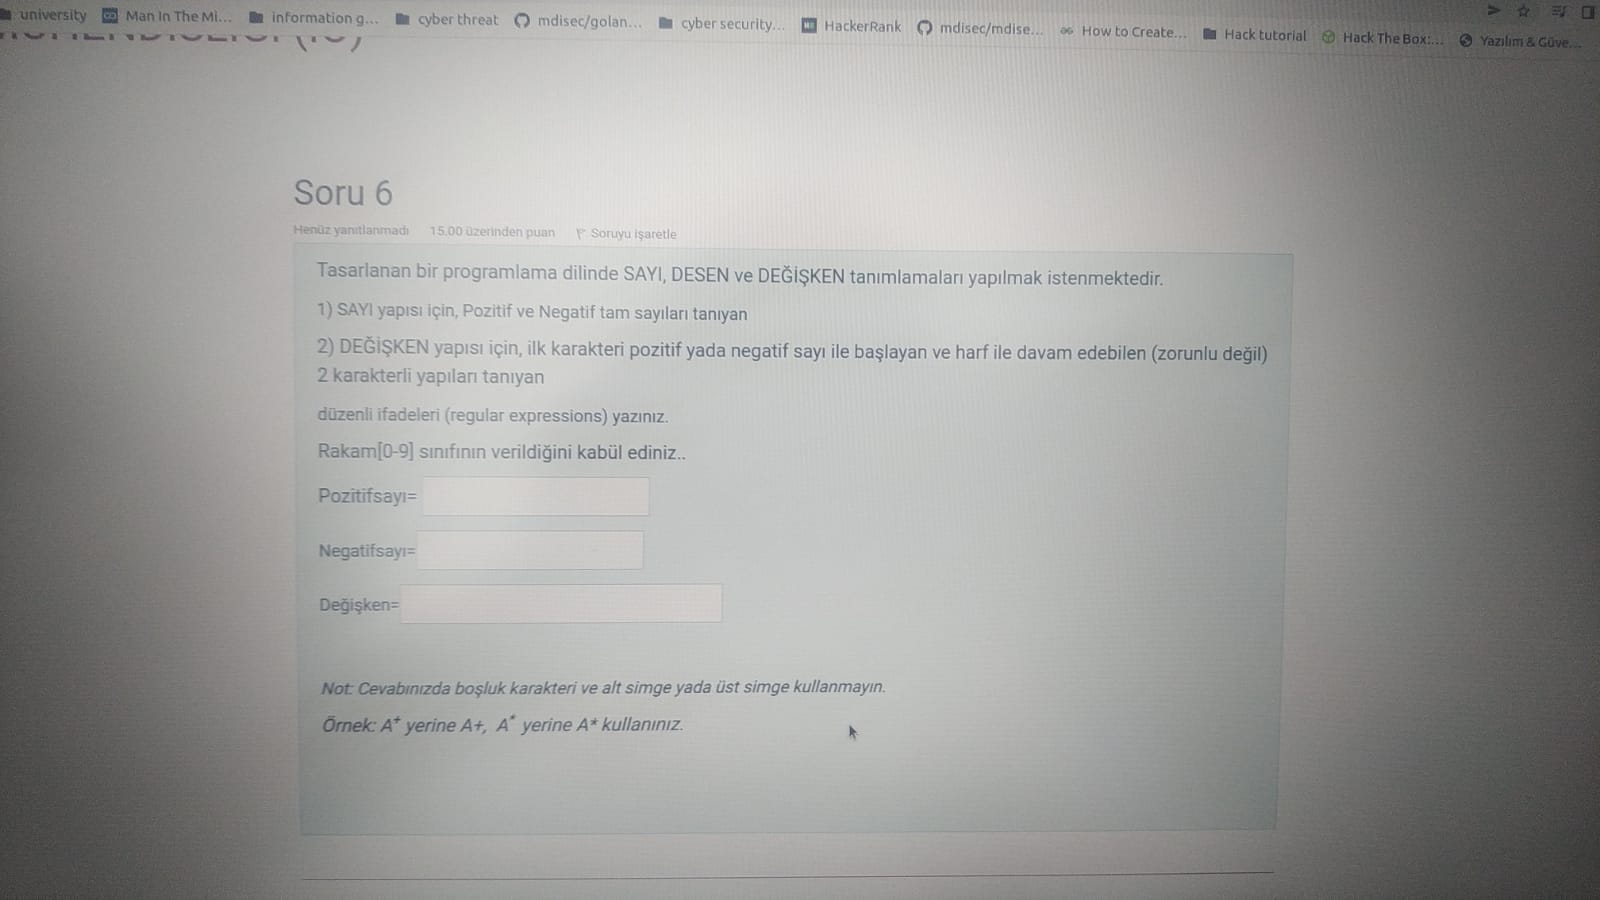 university Man In The Mi... information g... cyber threat mdisec/golan... cyber security... HackerRank mdisec/mdise... How to Create... Hack tutorial Hack The Box:... Yazılım & Güve...
Soru 6
Henüz yanıtlanmadı 15.00 üzerinden puan Soruyu işaretle
Tasarlanan bir programlama dilinde SAYI, DESEN ve DEĞİŞKEN tanımlamaları yapılmak istenmektedir.
1) SAYI yapısı için, Pozitif ve Negatif tam sayıları tanıyan
2) DEĞİŞKEN yapısı için, ilk karakteri pozitif yada negatif sayı ile başlayan ve harf ile davam edebilen (zorunlu değil)
2 karakterli yapıları tanıyan
düzenli ifadeleri (regular expressions) yazınız.
Rakam[0-9] sınıfının verildiğini kabül ediniz..
Pozitifsayı=
Negatifsayı=
Değişken=
Not: Cevabınızda boşluk karakteri ve alt simge yada üst simge kullanmayın.
Örnek: A⁺ yerine A+, A* yerine A* kullanınız.